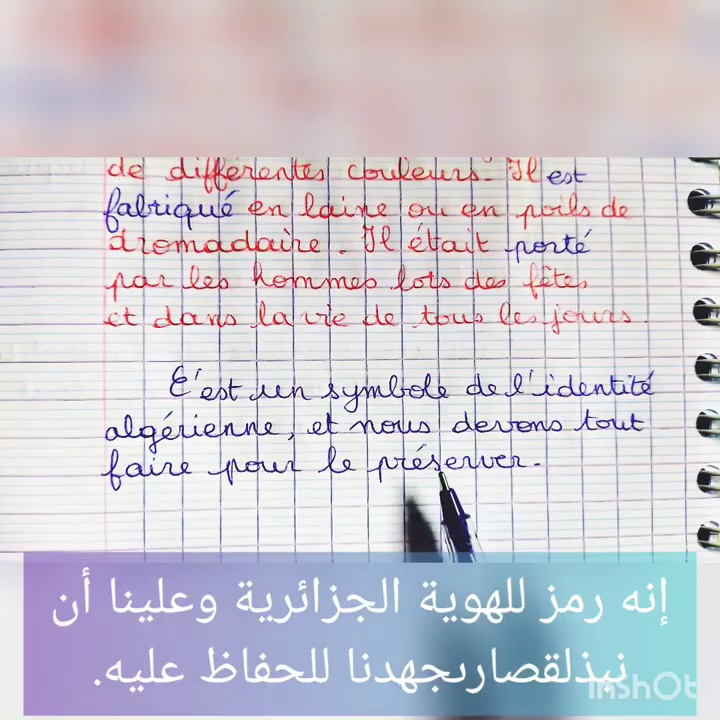 de différentes couleurs. Il est
fabriqué en laine ou en poils de
dromadaire. Il était porté
par les hommes lors des fêtes
et dans la vie de tous les jours.
C'est un symbole de l'identité
algérienne, et nous devons tout
faire pour le préserver.
إنه رمز للهوية الجزائرية وعلينا أن
نبذلقصارىجهدنا للحفاظ عليه.
InShOt